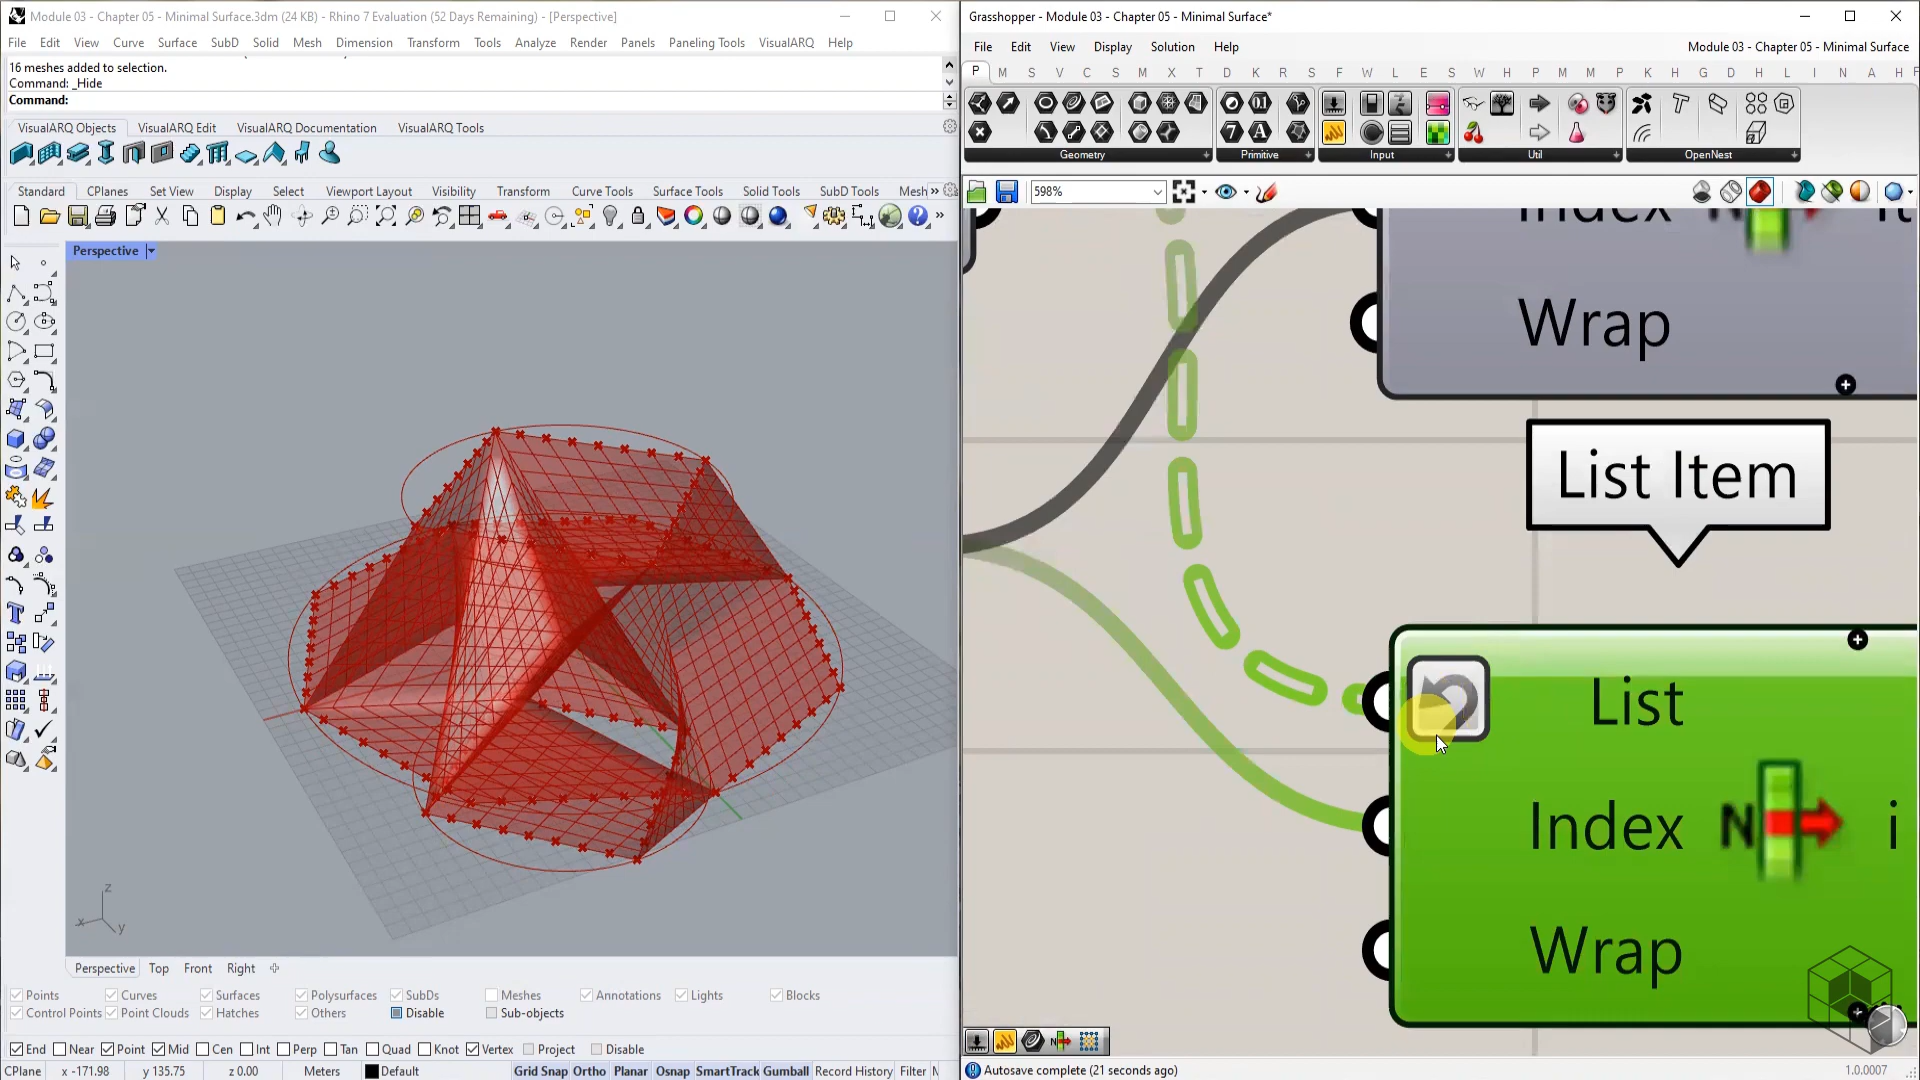 Module 03 - Chapter 05 - Minimal Surface.3dm (24 KB) - Rhino 7 Evaluation (52 Days Remaining) - [Perspective]
File Edit View Curve Surface SubD Solid Mesh Dimension Transform Tools Analyze Render Panels Paneling Tools VisualARQ Help
16 meshes added to selection.
Command: _Hide
Command:
VisualARQ Objects VisualARQ Edit VisualARQ Documentation VisualARQ Tools
Standard CPlanes Set View Display Select Viewport Layout Visibility Transform Curve Tools Surface Tools Solid Tools SubD Tools Mesh »
Perspective
z
x
y
Perspective Top Front Right
Points Curves Surfaces Polysurfaces SubDs Meshes Annotations Lights Blocks
Control Points Point Clouds Hatches Others Disable Sub-objects
End Near Point Mid Cen Int Perp Tan Quad Knot Vertex Project Disable
CPlane x -171.98 y 135.75 z 0.00 Meters Default Grid Snap Ortho Planar Osnap SmartTrack Gumball Record History Filter
Grasshopper - Module 03 - Chapter 05 - Minimal Surface*
File Edit View Display Solution Help Module 03 - Chapter 05 - Minimal Surface
P M S V C S M X T D R S F W L E S W H P M M P K H G D H L I N A H F
Geometry Primitive Input Util OpenNest
598%
Index
Wrap
List Item
List
Index N i
Wrap
Autosave complete (21 seconds ago) 1.0.0007